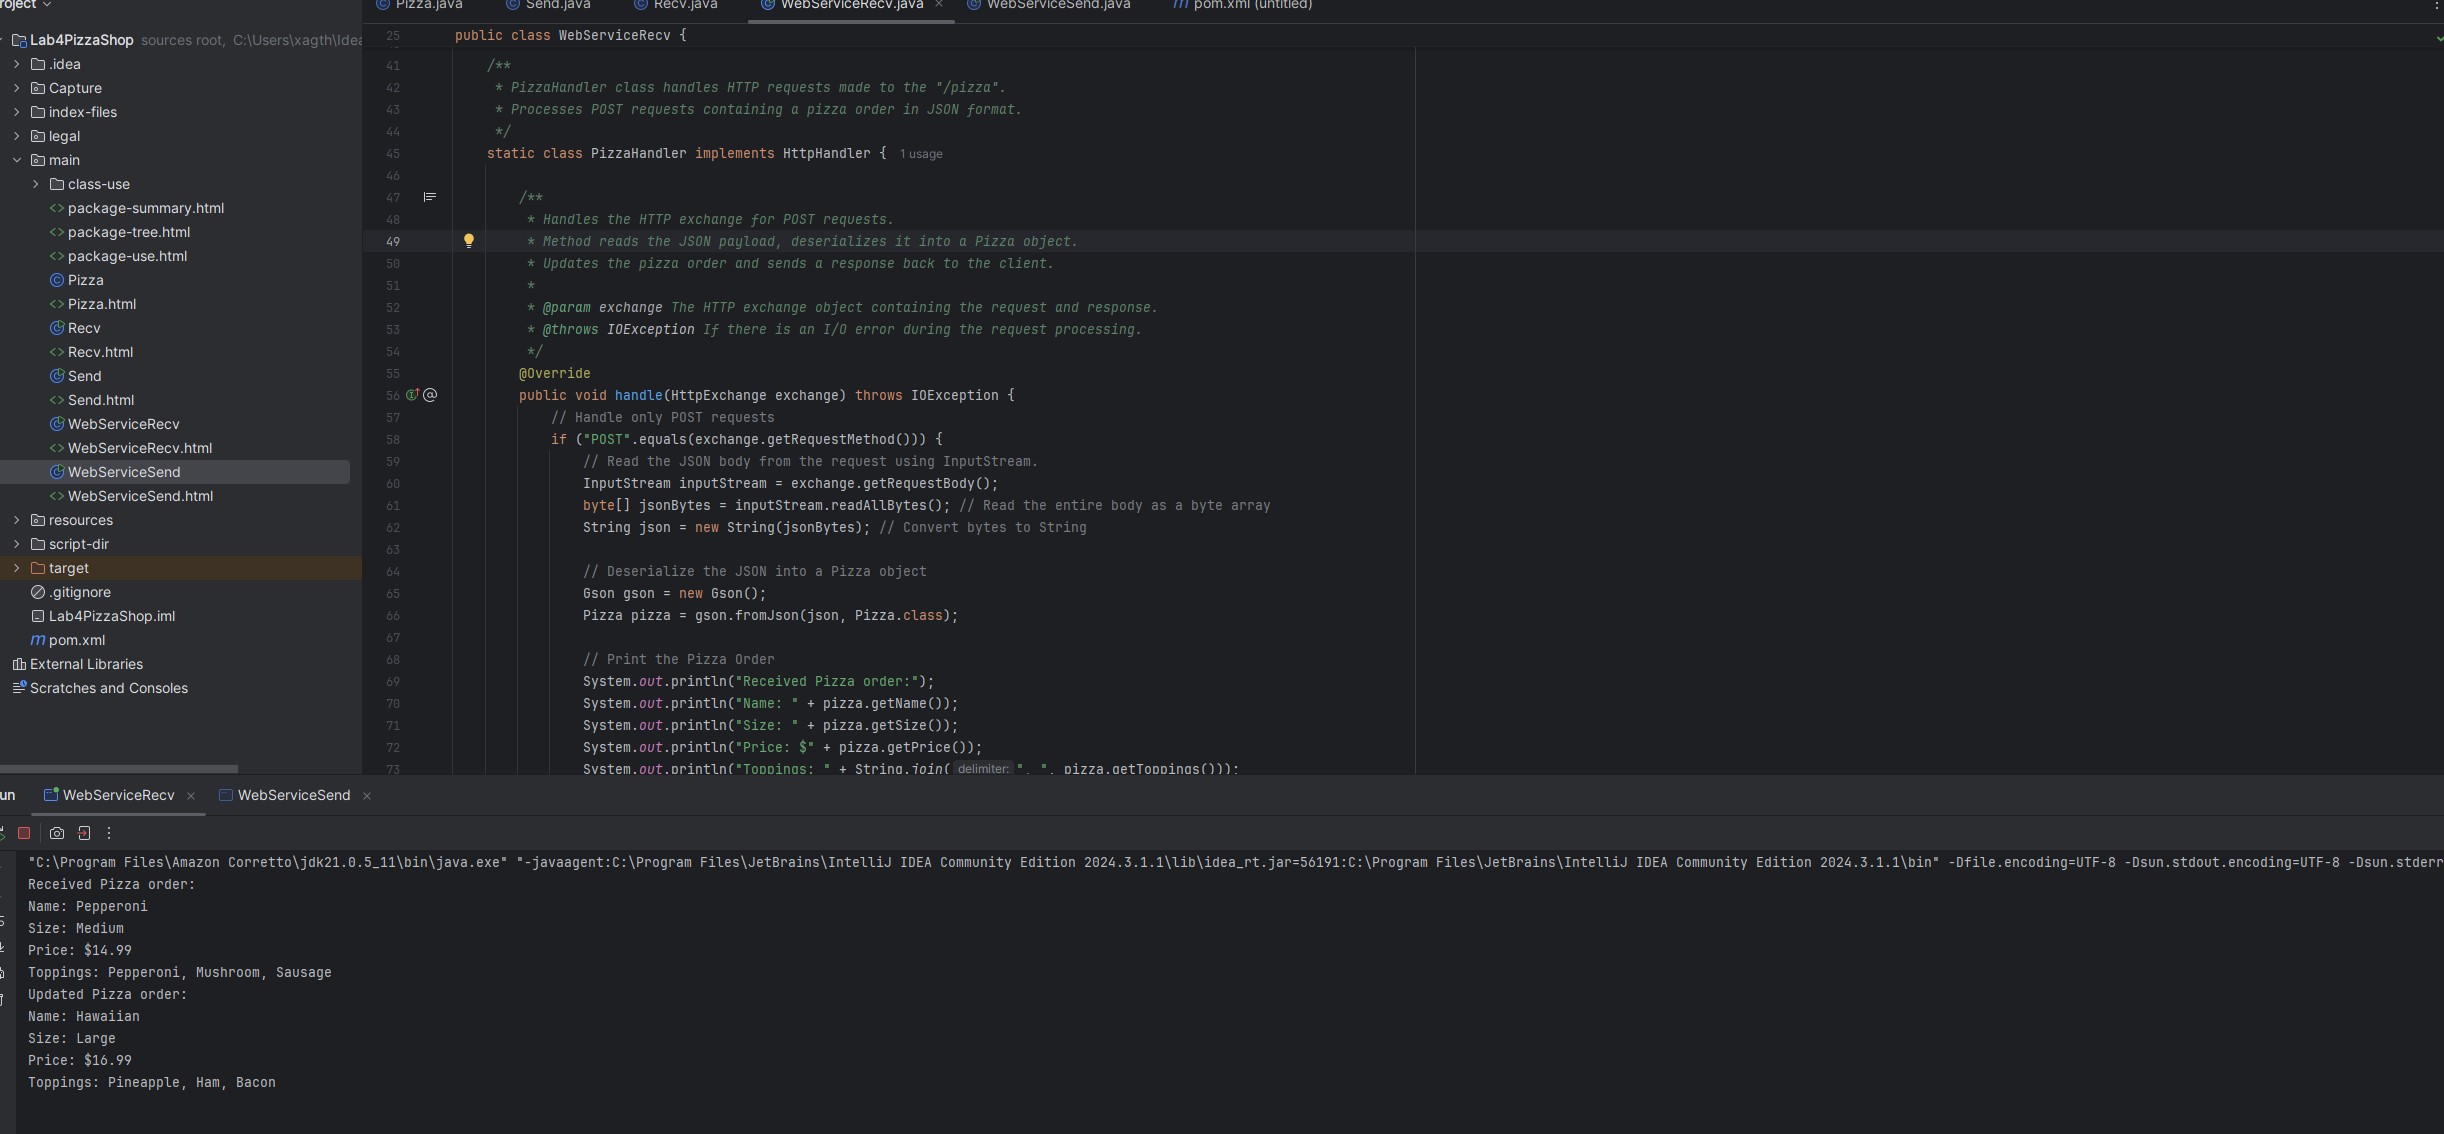 roject
Pizza.java Send.java Recv.java WebServiceRecv.java WebServiceSend.java pom.xml (untitled)
Lab4PizzaShop sources root, C:\Users\xagth\Idea
.idea
Capture
index-files
legal
main
class-use
package-summary.html
package-tree.html
package-use.html
Pizza
Pizza.html
Recv
Recv.html
Send
Send.html
WebServiceRecv
WebServiceRecv.html
WebServiceSend
WebServiceSend.html
resources
script-dir
target
.gitignore
Lab4PizzaShop.iml
pom.xml
External Libraries
Scratches and Consoles
25 public class WebServiceRecv {
41 /**
42 * PizzaHandler class handles HTTP requests made to the "/pizza".
43 * Processes POST requests containing a pizza order in JSON format.
44 */
45 static class PizzaHandler implements HttpHandler { 1 usage
46
47 /**
48 * Handles the HTTP exchange for POST requests.
49 * Method reads the JSON payload, deserializes it into a Pizza object.
50 * Updates the pizza order and sends a response back to the client.
51 *
52 * @param exchange The HTTP exchange object containing the request and response.
53 * @throws IOException If there is an I/O error during the request processing.
54 */
55 @Override
56 public void handle(HttpExchange exchange) throws IOException {
57 // Handle only POST requests
58 if ("POST".equals(exchange.getRequestMethod())) {
59 // Read the JSON body from the request using InputStream.
60 InputStream inputStream = exchange.getRequestBody();
61 byte[] jsonBytes = inputStream.readAllBytes(); // Read the entire body as a byte array
62 String json = new String(jsonBytes); // Convert bytes to String
63
64 // Deserialize the JSON into a Pizza object
65 Gson gson = new Gson();
66 Pizza pizza = gson.fromJson(json, Pizza.class);
67
68 // Print the Pizza Order
69 System.out.println("Received Pizza order:");
70 System.out.println("Name: " + pizza.getName());
71 System.out.println("Size: " + pizza.getSize());
72 System.out.println("Price: $" + pizza.getPrice());
73 System.out.println("Toppings: " + String.join( delimiter: ", ", pizza.getToppings()));
un WebServiceRecv WebServiceSend
"C:\Program Files\Amazon Corretto\jdk21.0.5_11\bin\java.exe" "-javaagent:C:\Program Files\JetBrains\IntelliJ IDEA Community Edition 2024.3.1.1\lib\idea_rt.jar=56191:C:\Program Files\JetBrains\IntelliJ IDEA Community Edition 2024.3.1.1\bin" -Dfile.encoding=UTF-8 -Dsun.stdout.encoding=UTF-8 -Dsun.stderr
Received Pizza order:
Name: Pepperoni
Size: Medium
Price: $14.99
Toppings: Pepperoni, Mushroom, Sausage
Updated Pizza order:
Name: Hawaiian
Size: Large
Price: $16.99
Toppings: Pineapple, Ham, Bacon